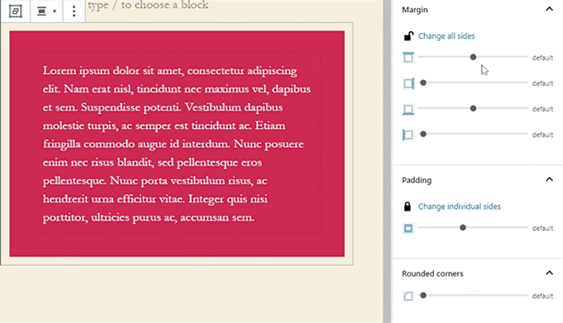 type / to choose a block
Lorem ipsum dolor sit amet, consectetur adipiscing
elit. Nam erat nisl, tincidunt nec maximus vel, dapibus
et sem. Suspendisse potenti. Vestibulum dapibus
molestie turpis, ac semper est tincidunt ac. Etiam
fringilla commodo augue id interdum. Nunc posuere
enim nec risus blandit, sed pellentesque eros
pellentesque. Nunc porta vestibulum risus, ac
hendrerit urna efficitur vitae. Integer quis nisi
porttitor, ultricies purus ac, accumsan sem.
Margin
Change all sides
default
default
default
default
Padding
Change individual sides
default
Rounded corners
default